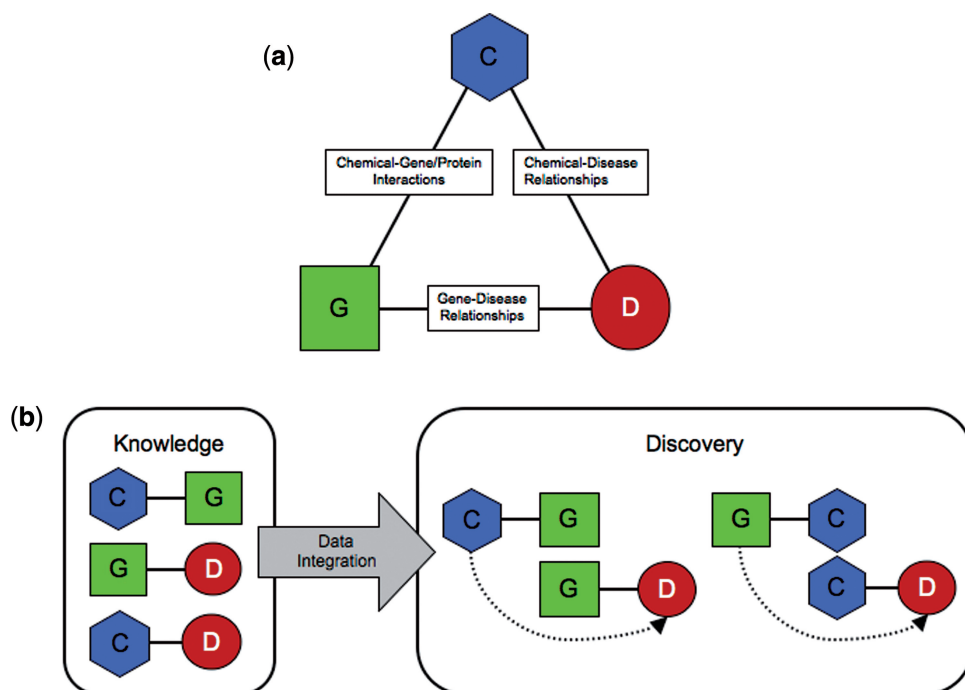 (a)
C
Chemical-Gene/Protein
Interactions
Chemical-Disease
Relationships
G
Gene-Disease
Relationships
D
(b)
Knowledge
C G
G D
C D
Data
Integration
Discovery
C G
G D
G C
C D